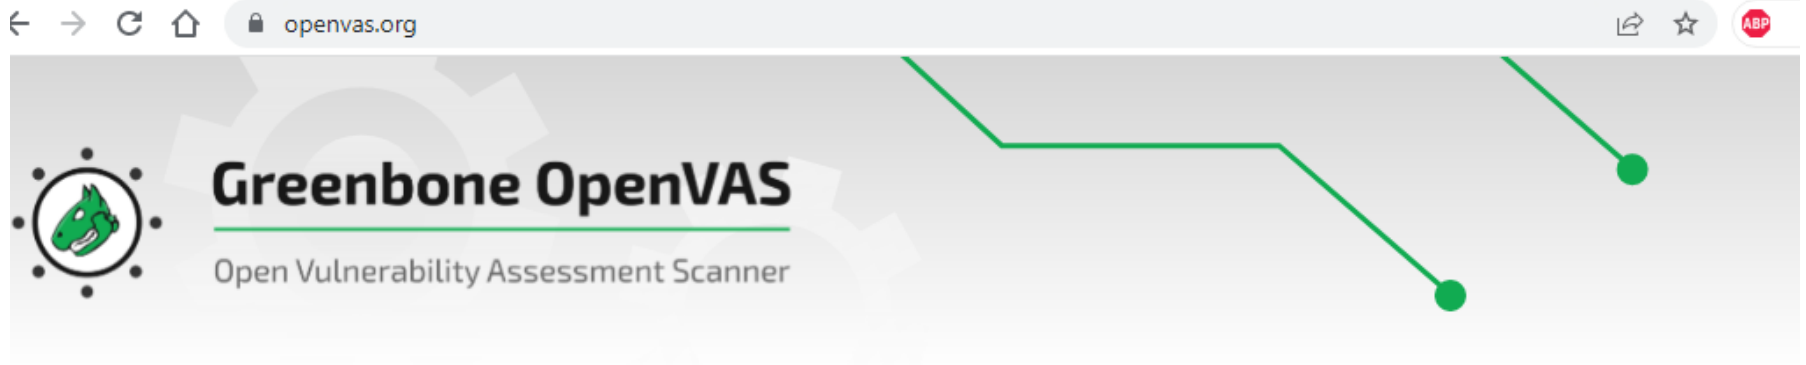 openvas.org
ABP
Greenbone OpenVAS
Open Vulnerability Assessment Scanner